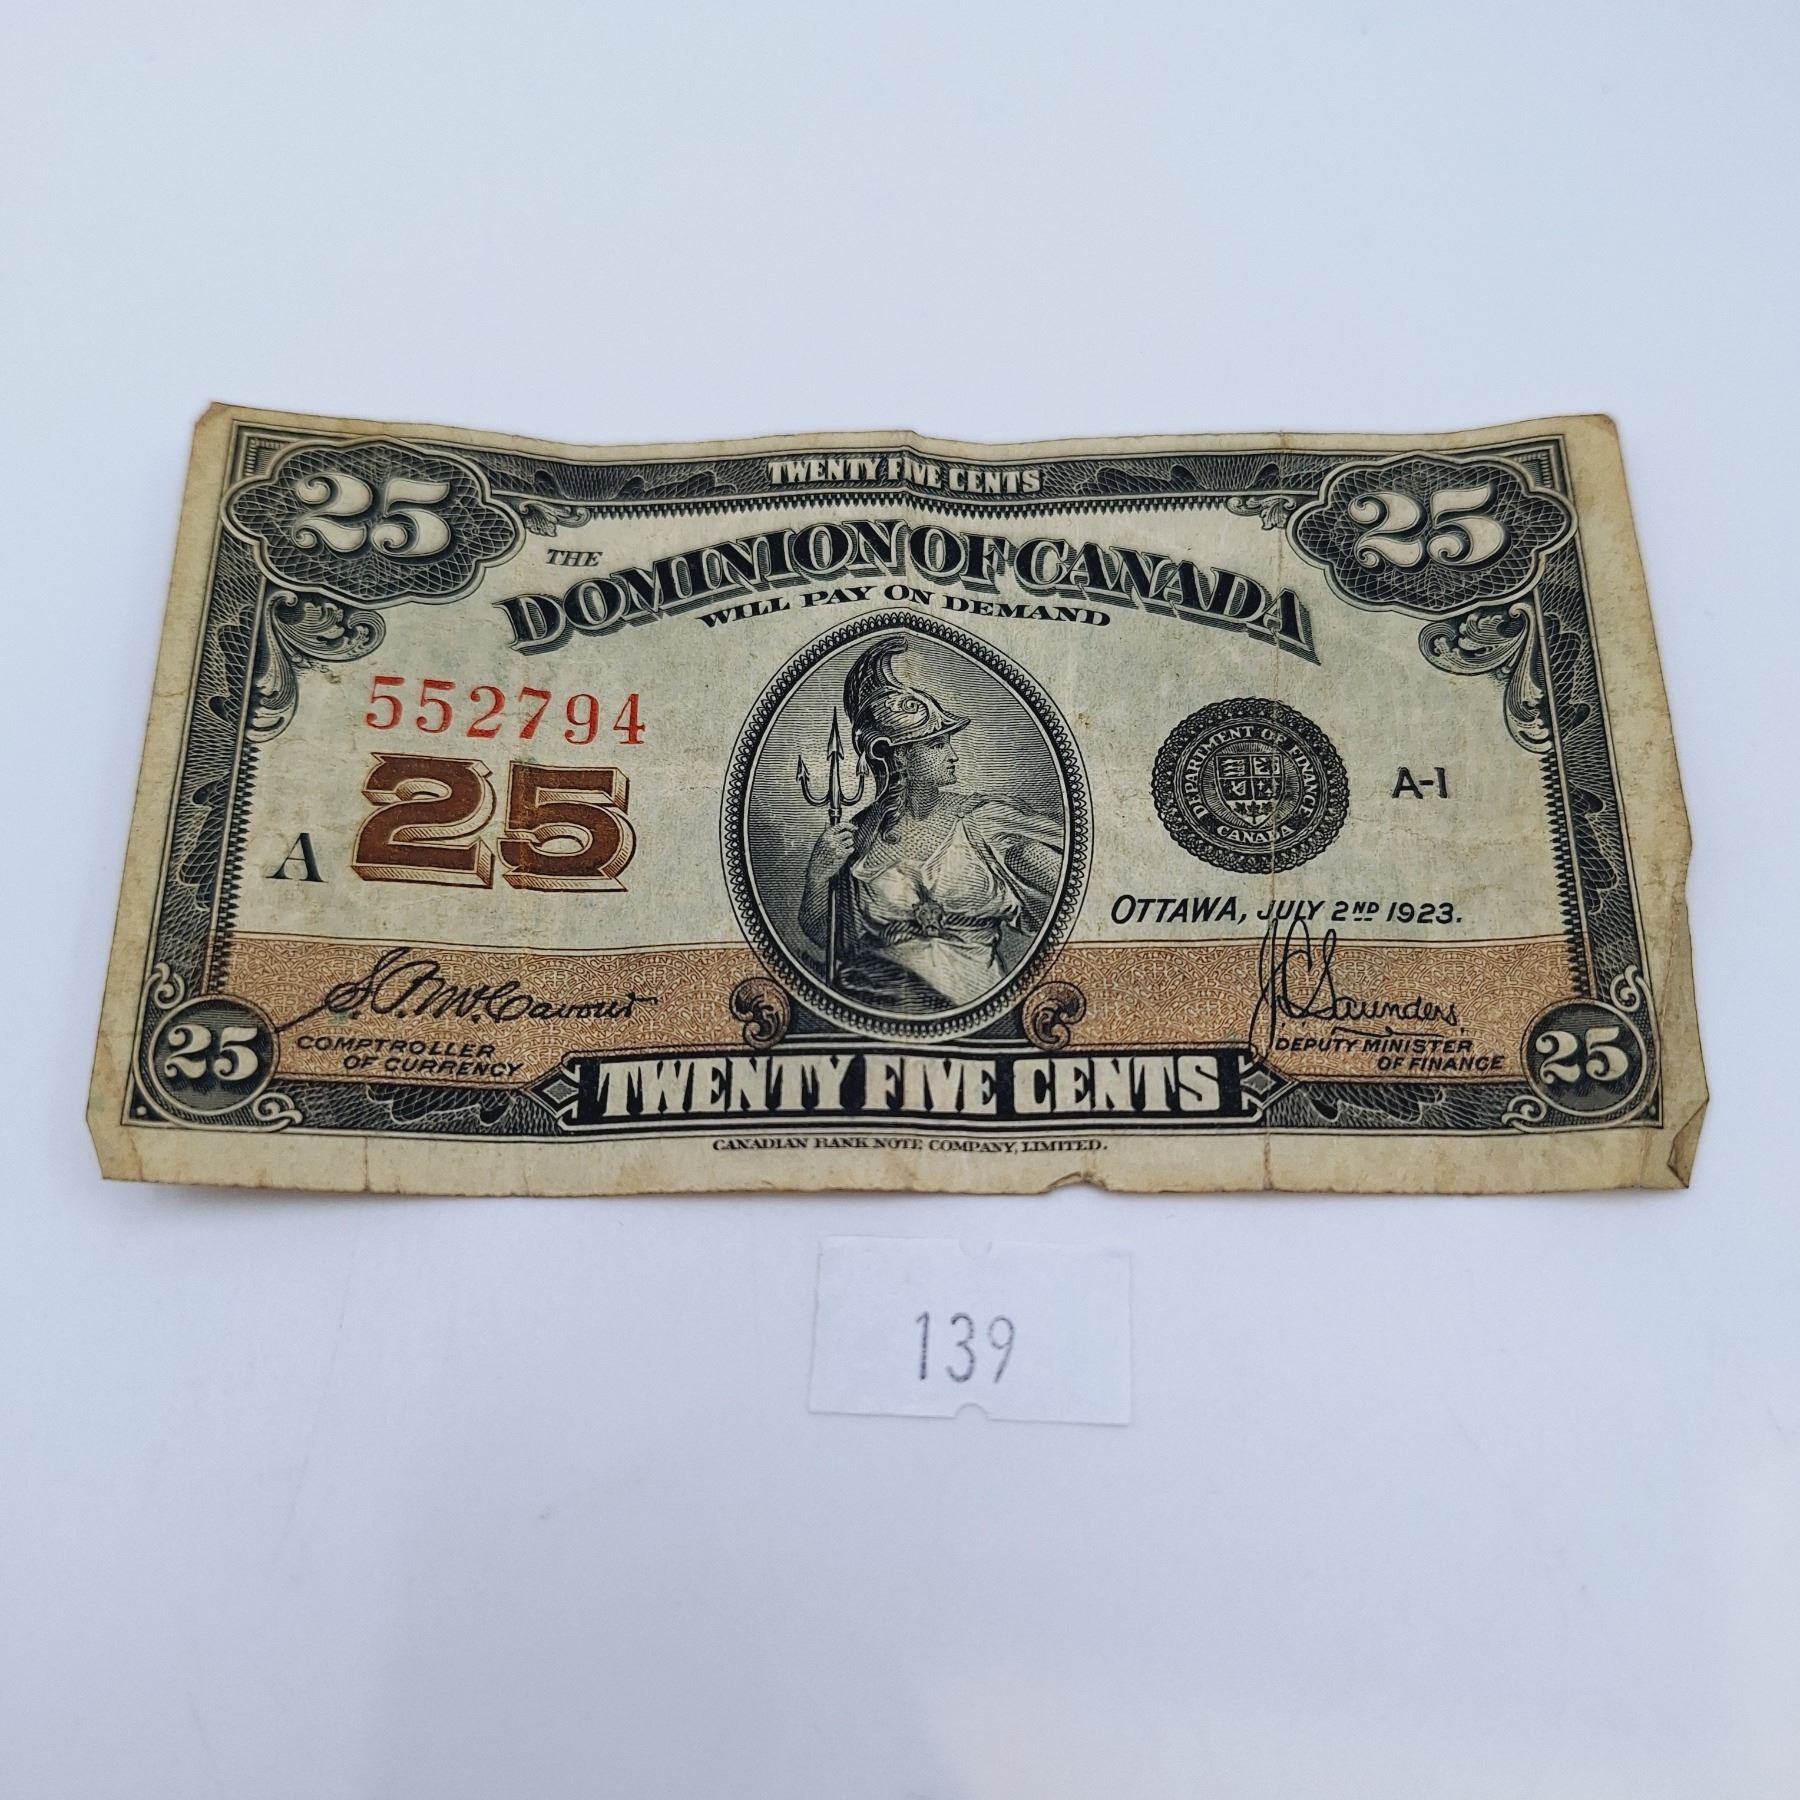 TWENTY FIVE CENTS
25 25
THE
DOMINION OF CANADA
WILL PAY ON DEMAND
552794
25
A
DEPARTMENT OF FINANCE
CANADA
A-1
OTTAWA, JULY 2ND 1923.
J.C. Saunders
COMPTROLLER
OF CURRENCY
DEPUTY MINISTER
OF FINANCE
25 25
TWENTY FIVE CENTS
CANADIAN BANK NOTE COMPANY, LIMITED.
139